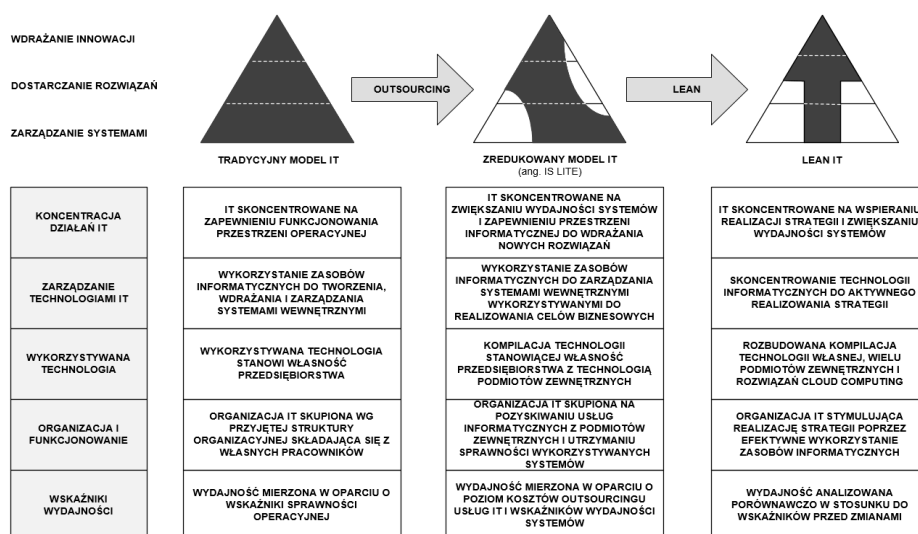 WDRAŻANIE INNOWACJI
DOSTARCZANIE ROZWIĄZAŃ
ZARZĄDZANIE SYSTEMAMI
OUTSOURCING
LEAN
TRADYCYJNY MODEL IT
ZREDUKOWANY MODEL IT
(ang. IS LITE)
LEAN IT
KONCENTRACJA
DZIAŁAŃ IT
IT SKONCENTROWANE NA
ZAPEWNIENIU FUNKCJONOWANIA
PRZESTRZENI OPERACYJNEJ
IT SKONCENTROWANE NA
ZWIĘKSZANIU WYDAJNOŚCI SYSTEMÓW
I ZAPEWNIENIU PRZESTRZENI
INFORMATYCZNEJ DO WDRAŻANIA
NOWYCH ROZWIĄZAŃ
IT SKONCENTROWANE NA WSPIERANIU
REALIZACJI STRATEGII I ZWIĘKSZANIU
WYDAJNOŚCI SYSTEMÓW
ZARZĄDZANIE
TECHNOLOGIAMI IT
WYKORZYSTANIE ZASOBÓW
INFORMATYCZNYCH DO TWORZENIA,
WDRAŻANIA I ZARZĄDZANIA
SYSTEMAMI WEWNĘTRZNYMI
WYKORZYSTANIE ZASOBÓW
INFORMATYCZNYCH DO ZARZĄDZANIA
SYSTEMAMI WEWNĘTRZNYMI
WYKORZYSTYWANYMI DO
REALIZOWANIA CELÓW BIZNESOWYCH
SKONCENTROWANIE TECHNOLOGII
INFORMATYCZNYCH DO AKTYWNEGO
REALIZOWANIA STRATEGII
WYKORZYSTYWANA
TECHNOLOGIA
WYKORZYSTYWANA TECHNOLOGIA
STANOWI WŁASNOŚĆ
PRZEDSIĘBIORSTWA
KOMPILACJA TECHNOLOGII
STANOWIĄCEJ WŁASNOŚĆ
PRZEDSIĘBIORSTWA Z TECHNOLOGIĄ
PODMIOTÓW ZEWNĘTRZNYCH
ROZBUDOWANA KOMPILACJA
TECHNOLOGII WŁASNEJ, WIELU
PODMIOTÓW ZEWNĘTRZNYCH I
ROZWIĄZAŃ CLOUD COMPUTING
ORGANIZACJA I
FUNKCJONOWANIE
ORGANIZACJA IT SKUPIONA WG
PRZYJĘTEJ STRUKTURY
ORGANIZACYJNEJ SKŁADAJĄCA SIĘ Z
WŁASNYCH PRACOWNIKÓW
ORGANIZACJA IT SKUPIONA NA
POZYSKIWANIU USŁUG
INFORMATYCZNYCH Z PODMIOTÓW
ZEWNĘTRZNYCH I UTRZYMANIU
SPRAWNOŚCI WYKORZYSTYWANYCH
SYSTEMÓW
ORGANIZACJA IT STYMULUJĄCA
REALIZACJĘ STRATEGII POPRZEZ
EFEKTYWNE WYKORZYSTANIE
ZASOBÓW INFORMATYCZNYCH
WSKAŹNIKI
WYDAJNOŚCI
WYDAJNOŚĆ MIERZONA W OPARCIU O
WSKAŹNIKI SPRAWNOŚCI
OPERACYJNEJ
WYDAJNOŚĆ MIERZONA W OPARCIU O
POZIOM KOSZTÓW OUTSOURCINGU
USŁUG IT I WSKAŹNIKÓW WYDAJNOŚCI
SYSTEMÓW
WYDAJNOŚĆ ANALIZOWANA
PORÓWNAWCZO W STOSUNKU DO
WSKAŹNIKÓW PRZED ZMIANAMI